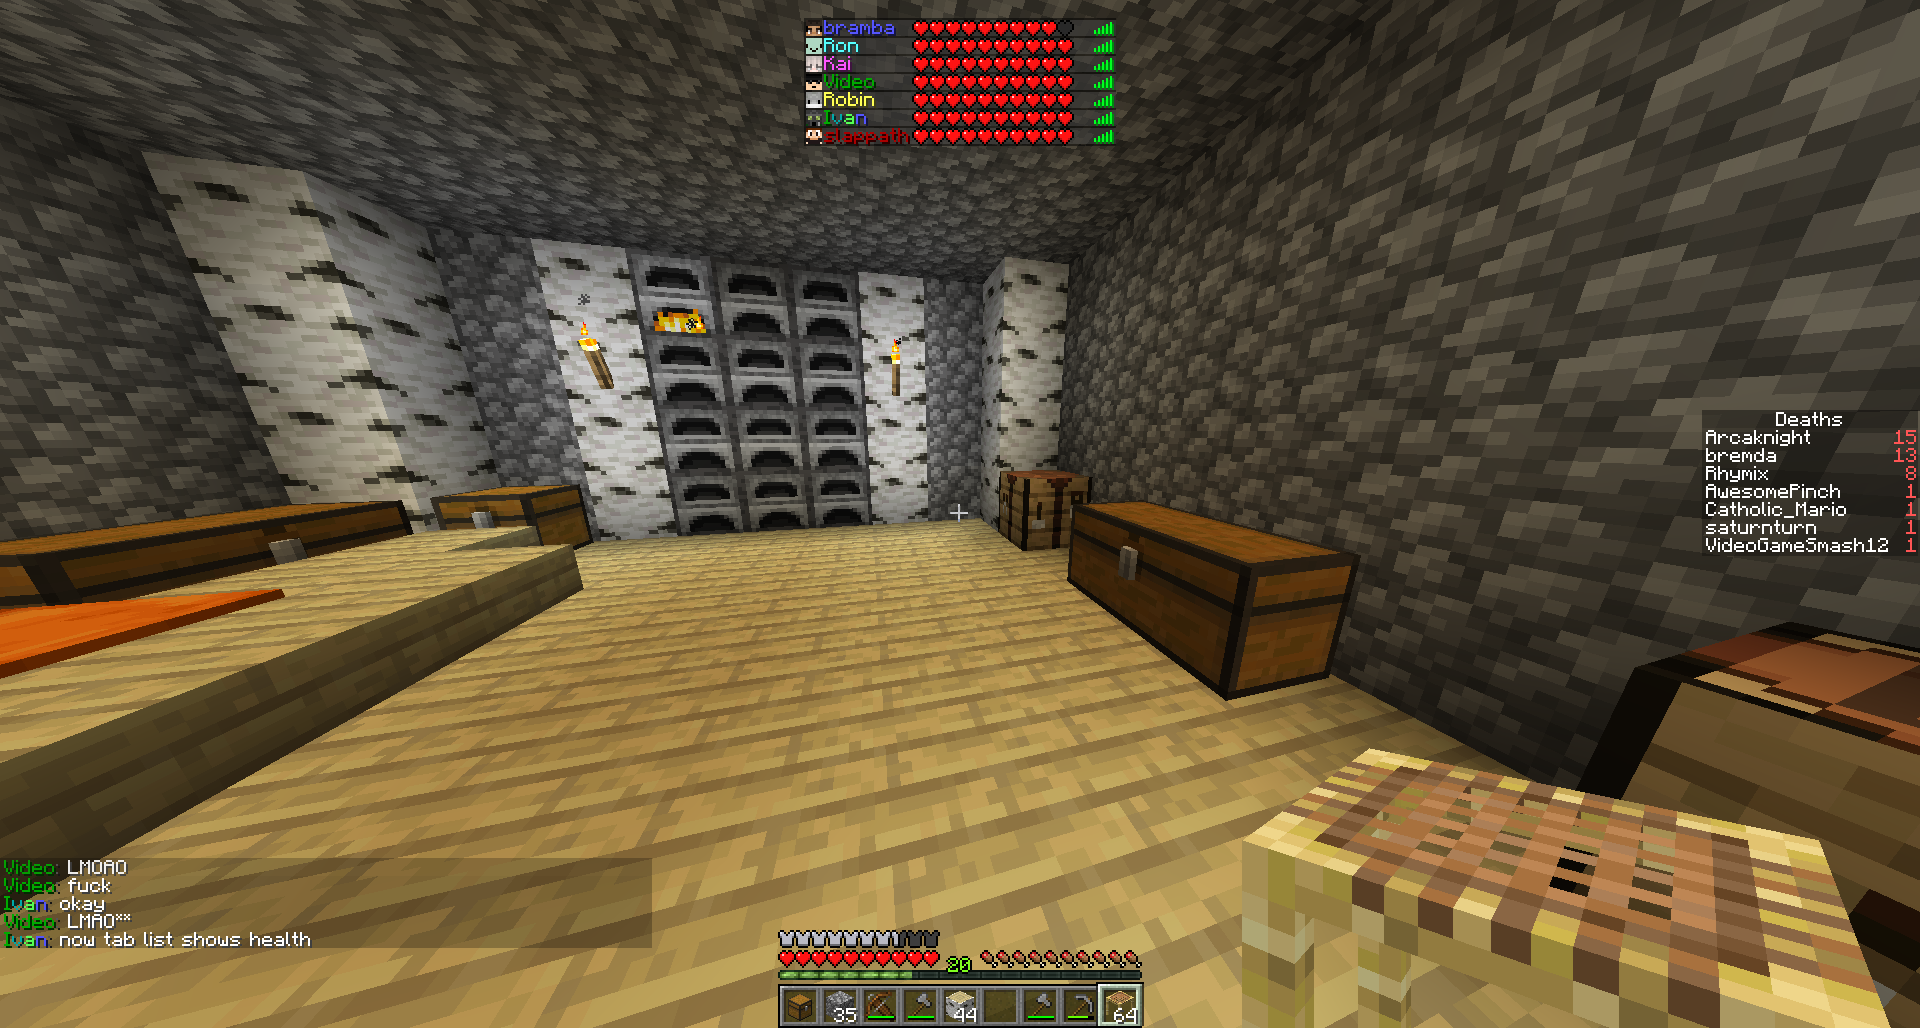 bramba
Ron
Kai
Video
Robin
Ivan
slappath
Deaths
Arcaknight 15
bremda 13
Rhymix 8
AwesomePinch 1
Catholic_Mario 1
saturnturn 1
VideoGameSmash12 1
Video: LMOAO
Video: fuck
Ivan: okay
Video: LMAO**
Ivan: now tab list shows health
20
35 44 64